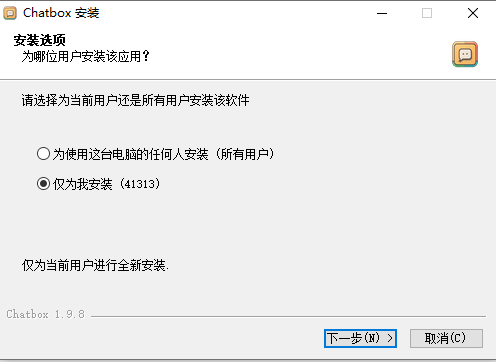 Chatbox 安装
安装选项
为哪位用户安装该应用？
请选择为当前用户还是所有用户安装该软件
为使用这台电脑的任何人安装（所有用户）
仅为我安装（41313）
仅为当前用户进行全新安装.
Chatbox 1.9.8
下一步(N) >
取消(C)